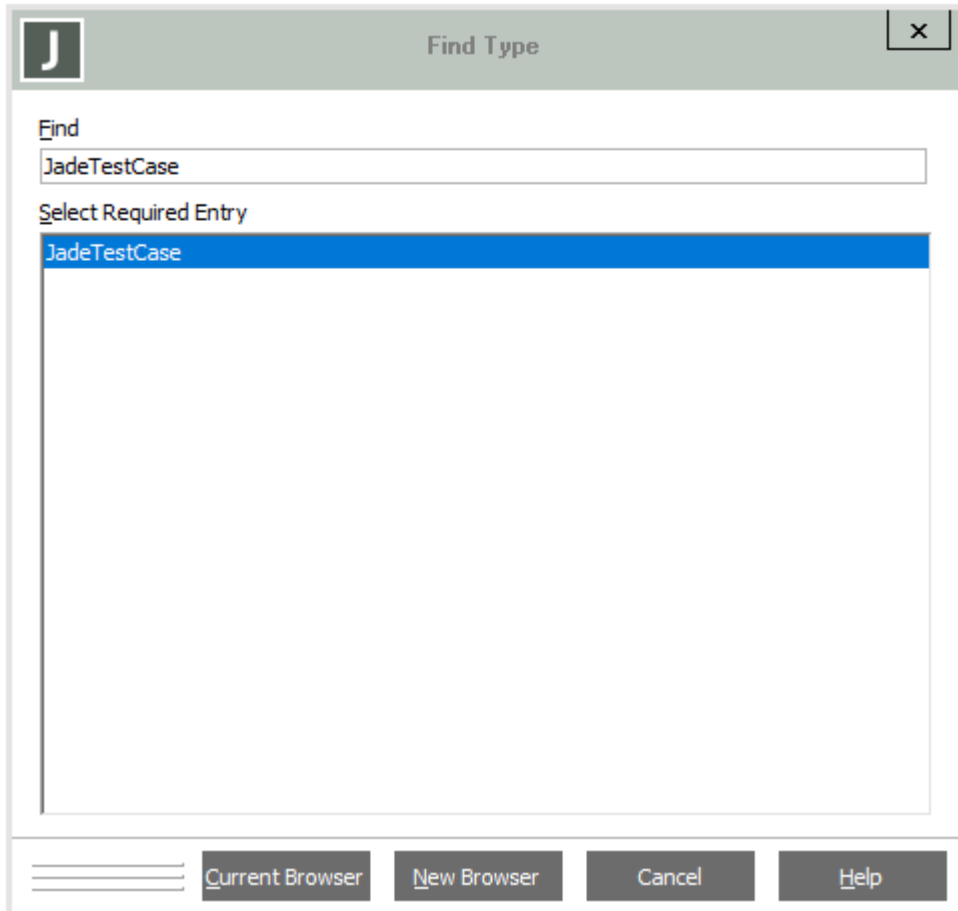 J
Find Type
×
Find
JadeTestCase
Select Required Entry
JadeTestCase
Current Browser New Browser Cancel Help